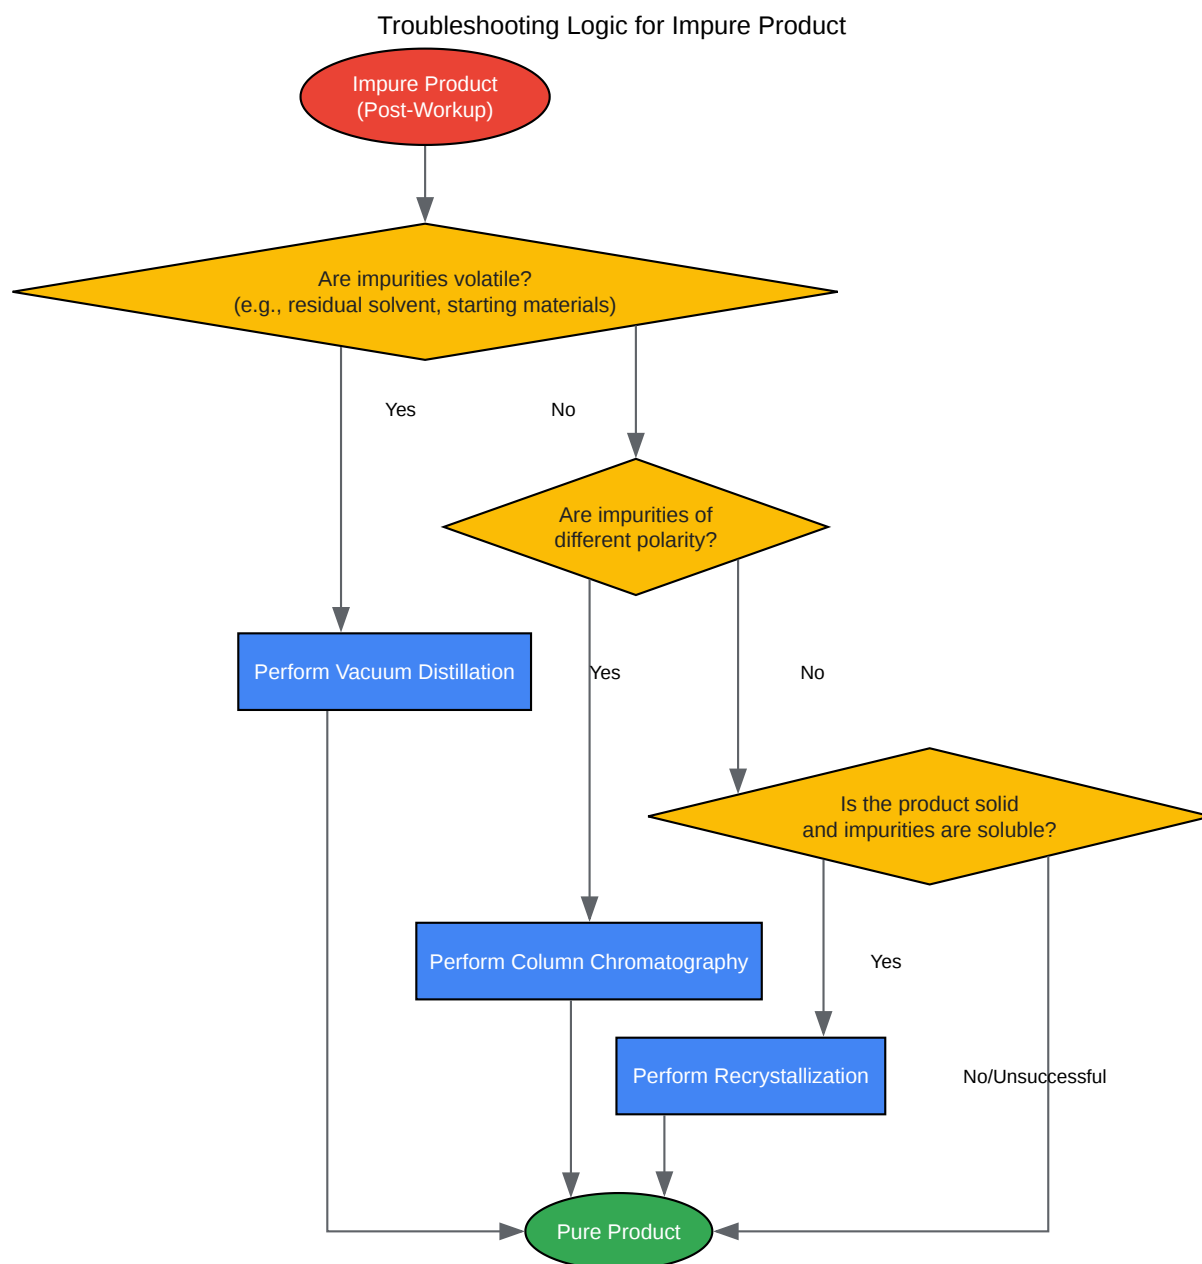 Troubleshooting Logic for Impure Product
Impure Product
(Post-Workup)
Are impurities volatile?
(e.g., residual solvent, starting materials)
Yes
No
Are impurities of
different polarity?
Perform Vacuum Distillation
Yes
No
Is the product solid
and impurities are soluble?
Perform Column Chromatography
Yes
Perform Recrystallization
No/Unsuccessful
Pure Product